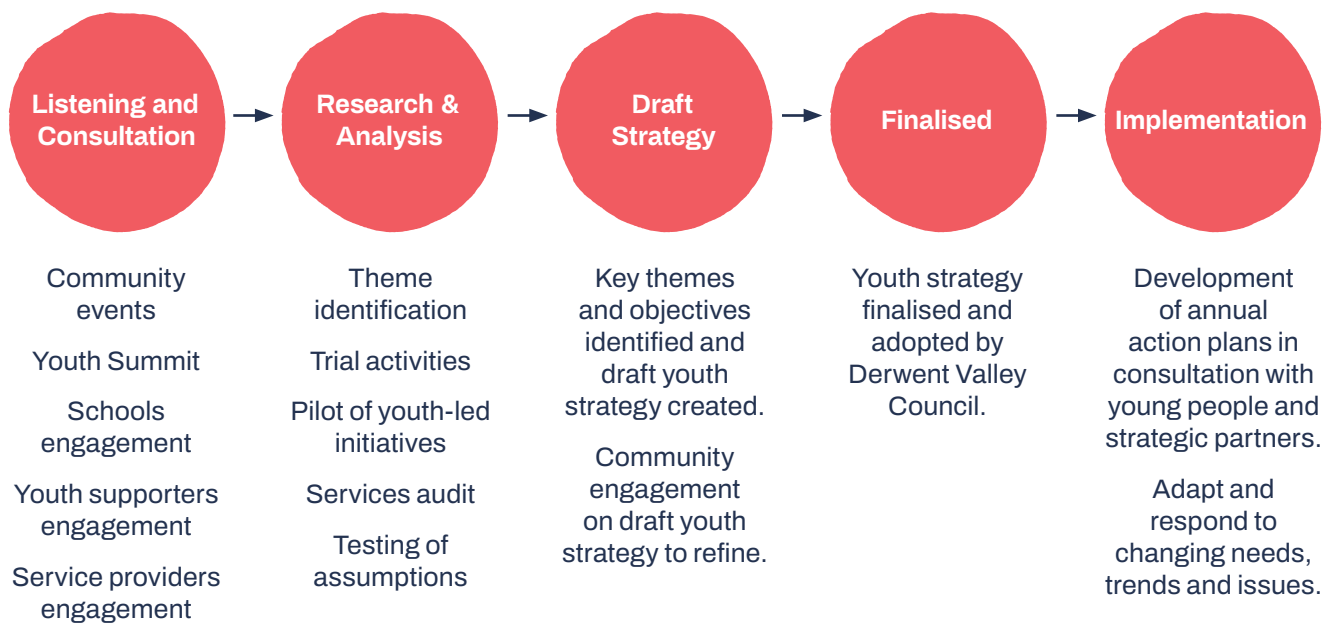 Listening and
Consultation
Research &
Analysis
Draft
Strategy
Finalised
Implementation
Community
events
Youth Summit
Schools
engagement
Youth supporters
engagement
Service providers
engagement
Theme
identification
Trial activities
Pilot of youth-led
initiatives
Services audit
Testing of
assumptions
Key themes
and objectives
identified and
draft youth
strategy created.
Community
engagement
on draft youth
strategy to refine.
Youth strategy
finalised and
adopted by
Derwent Valley
Council.
Development
of annual
action plans in
consultation with
young people and
strategic partners.
Adapt and
respond to
changing needs,
trends and issues.